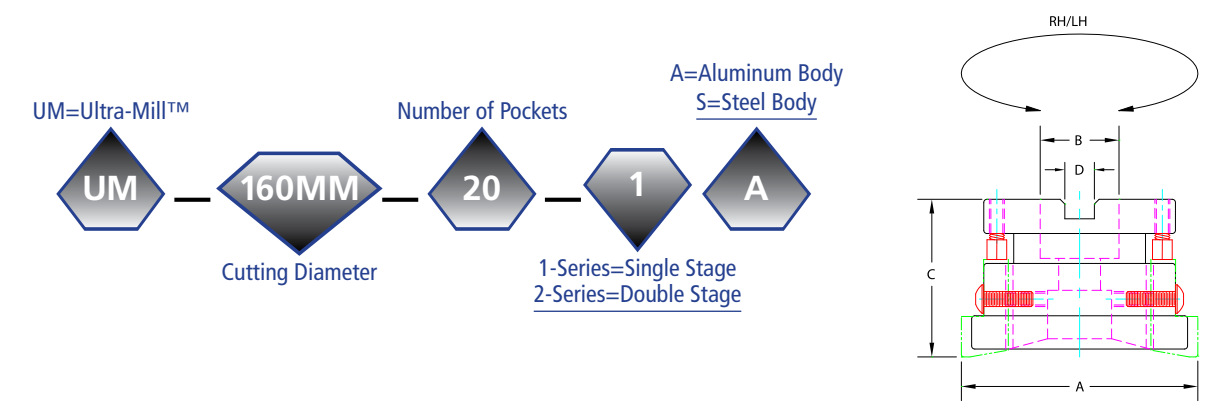 A=Aluminum Body
S=Steel Body
UM=Ultra-Mill™
Number of Pockets
UM — 160MM — 20 — 1 A
Cutting Diameter
1-Series=Single Stage
2-Series=Double Stage
RH/LH
B
D
C
A